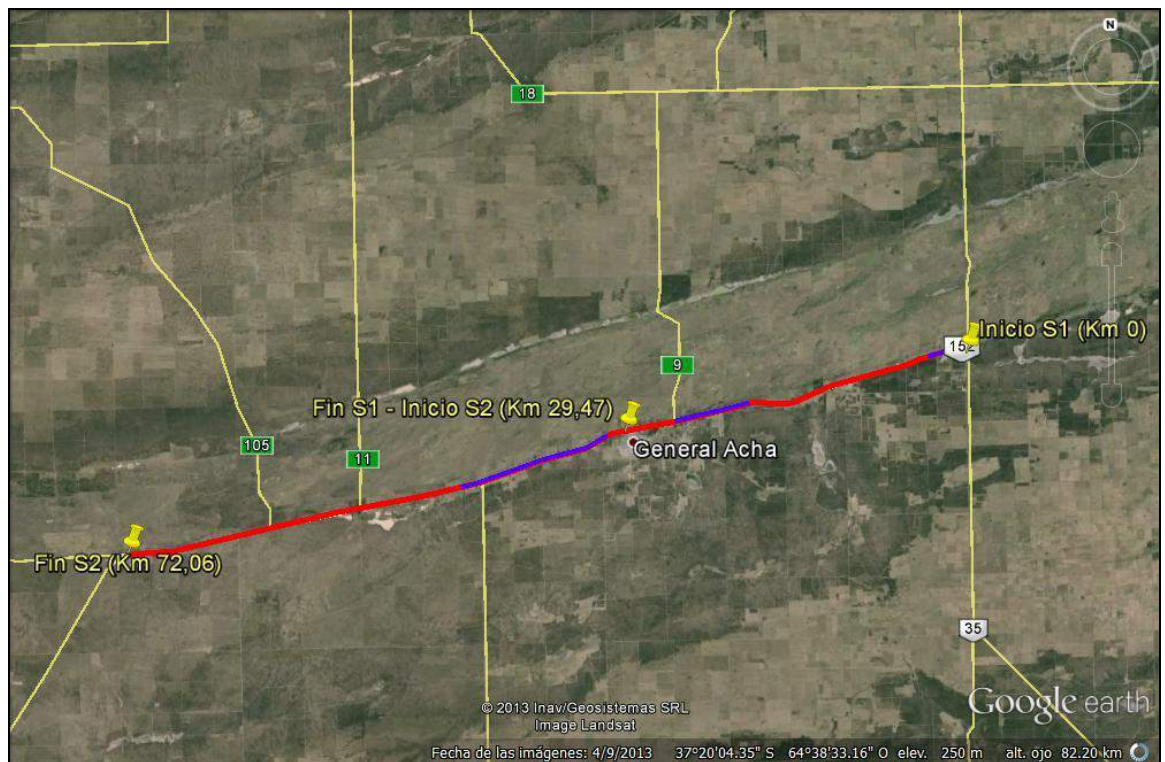 N
18
Inicio S1 (Km 0)
152
9
Fin S1 - Inicio S2 (Km 29,47)
General Acha
105
11
Fin S2 (Km 72,06)
35
Google earth
© 2013 Inav/Geosistemas SRL
Image Landsat
Fecha de las imágenes: 4/9/2013 37°20'04.35" S 64°38'33.16" O elev. 250 m alt. ojo 82.20 km